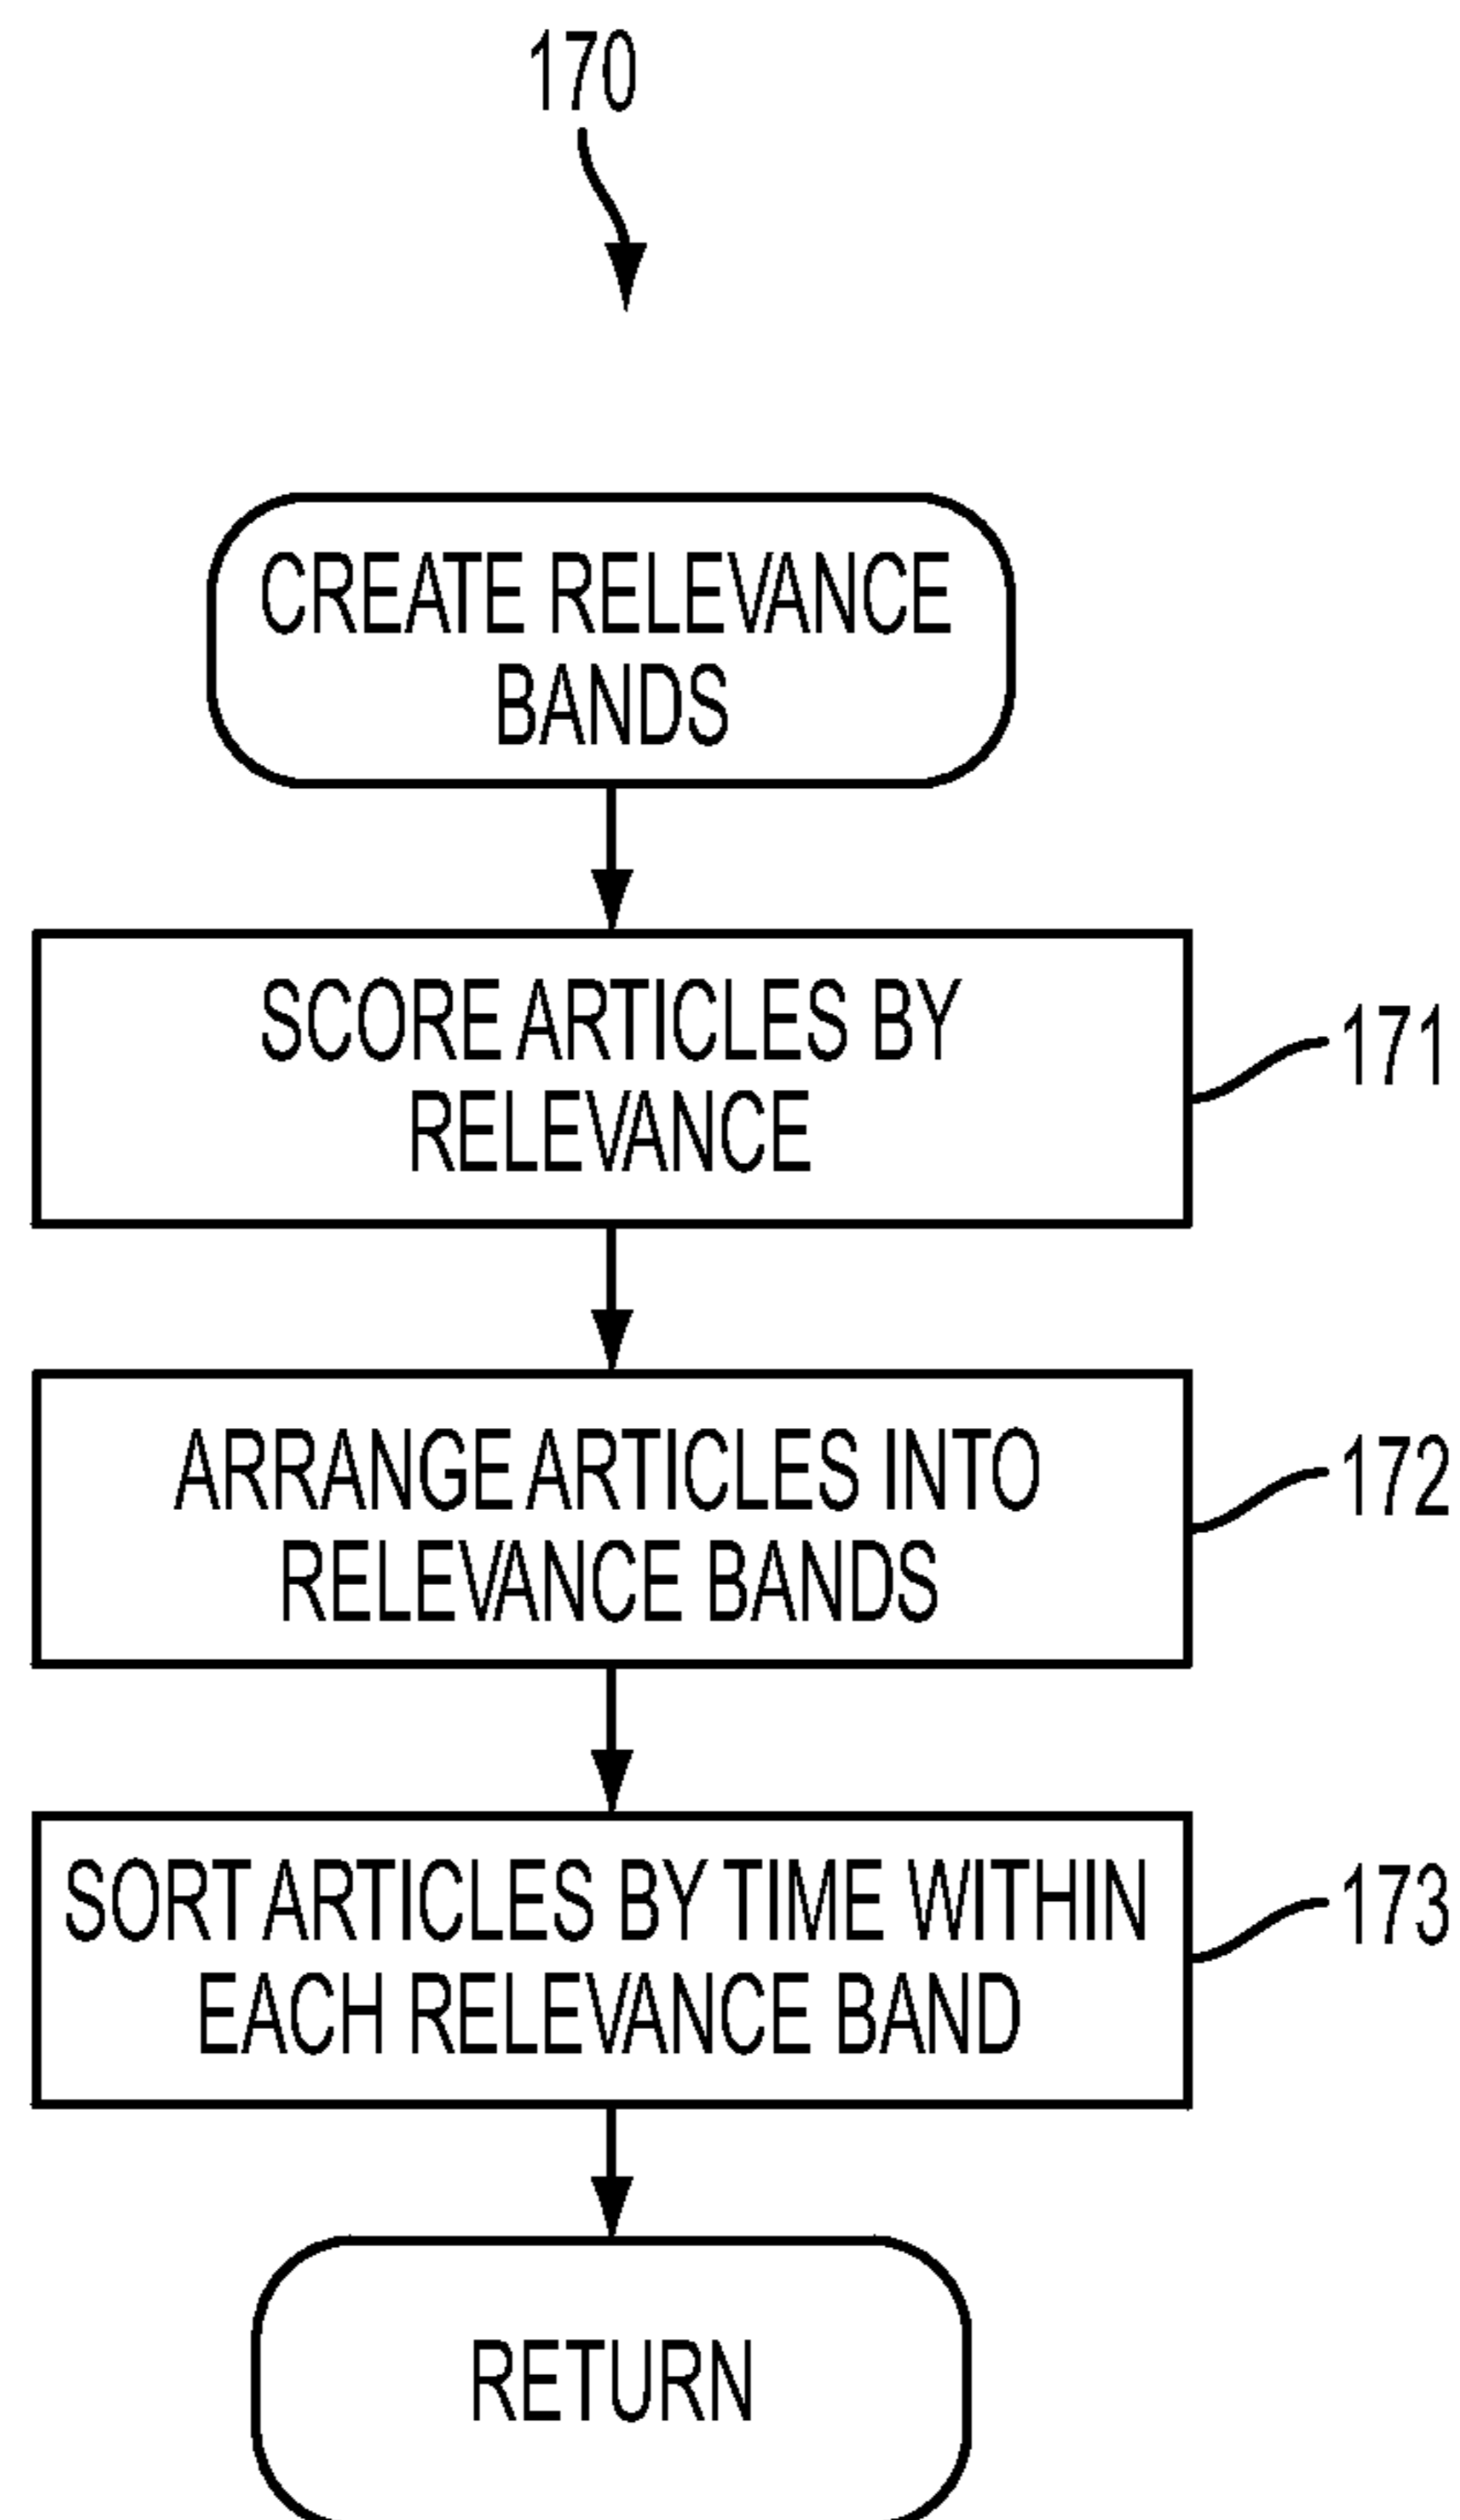 170
CREATE RELEVANCE
BANDS
SCORE ARTICLES BY
RELEVANCE
171
ARRANGE ARTICLES INTO
RELEVANCE BANDS
172
SORT ARTICLES BY TIME WITHIN
EACH RELEVANCE BAND
173
RETURN